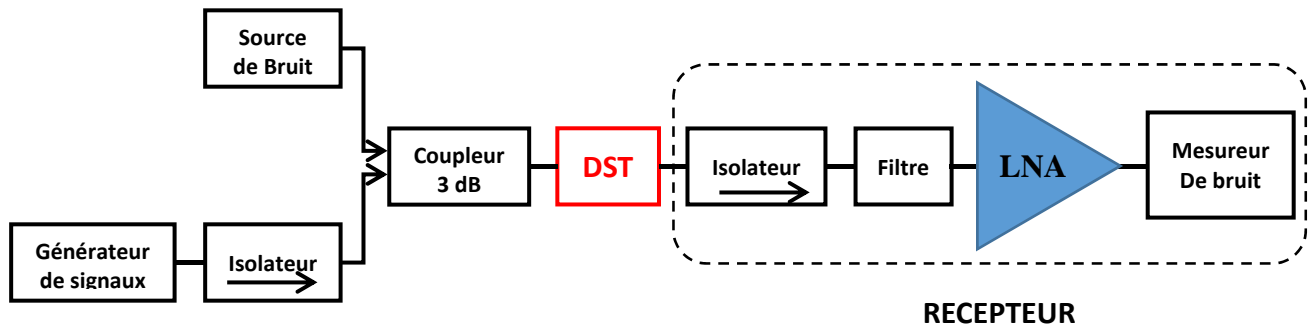 Source
de Bruit
Coupleur
3 dB
DST
Isolateur
Filtre
LNA
Mesureur
De bruit
Générateur
de signaux
Isolateur
RECEPTEUR